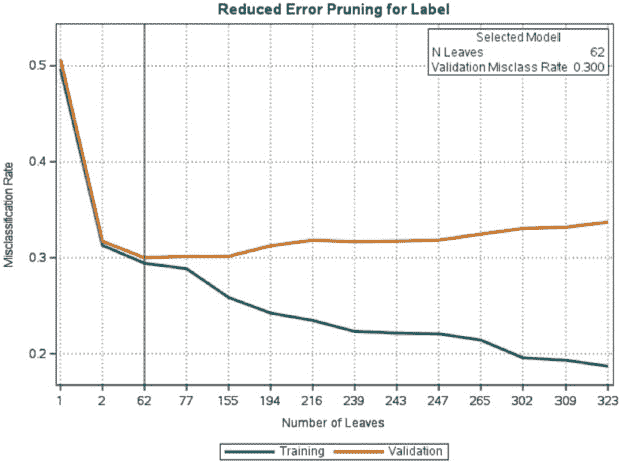 Reduced Error Pruning for Label
Selected Modell
N Leaves 62
Validation Misclass Rate 0.300
0.5
0.4
0.3
0.2
Misclassification Rate
1 2 62 77 155 194 216 239 243 247 265 302 309 323
Number of Leaves
Training Validation